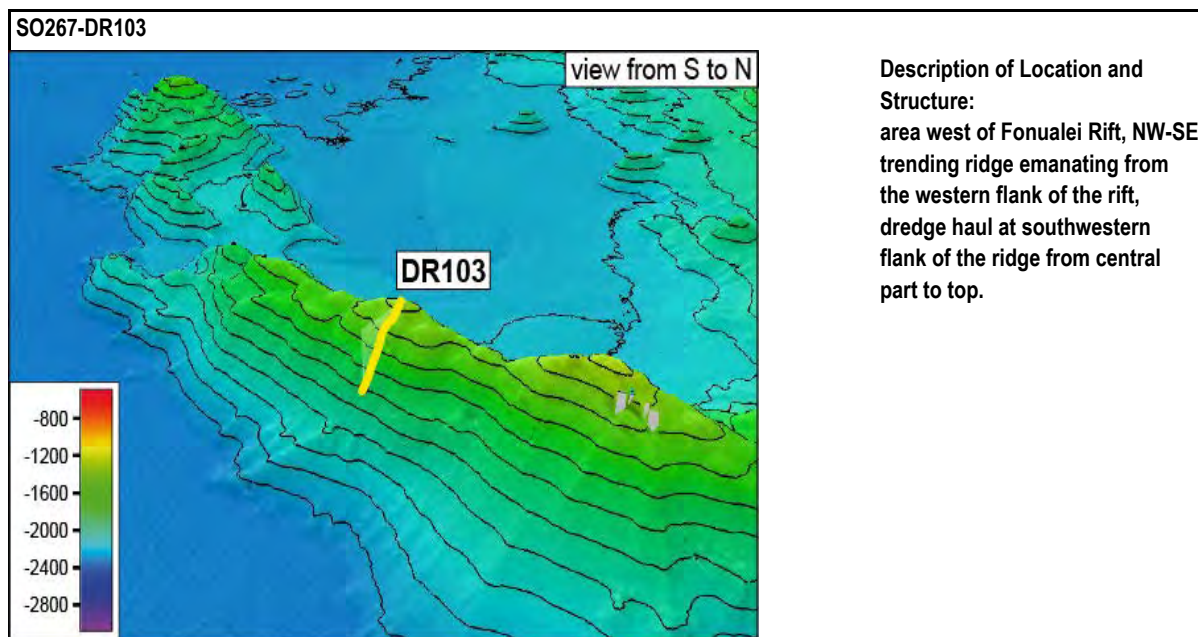 SO267-DR103
view from S to N
DR103
-800
-1200
-1600
-2000
-2400
-2800
Description of Location and
Structure:
area west of Fonualei Rift, NW-SE
trending ridge emanating from
the western flank of the rift,
dredge haul at southwestern
flank of the ridge from central
part to top.